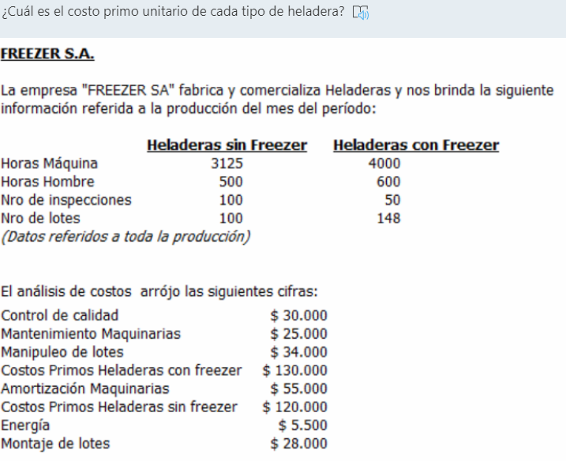 ¿Cuál es el costo primo unitario de cada tipo de heladera?
FREEZER S.A.
La empresa "FREEZER SA" fabrica y comercializa Heladeras y nos brinda la siguiente
información referida a la producción del mes del período:
Heladeras sin Freezer Heladeras con Freezer
Horas Máquina 3125 4000
Horas Hombre 500 600
Nro de inspecciones 100 50
Nro de lotes 100 148
(Datos referidos a toda la producción)
El análisis de costos arrójo las siguientes cifras:
Control de calidad $ 30.000
Mantenimiento Maquinarias $ 25.000
Manipuleo de lotes $ 34.000
Costos Primos Heladeras con freezer $ 130.000
Amortización Maquinarias $ 55.000
Costos Primos Heladeras sin freezer $ 120.000
Energía $ 5.500
Montaje de lotes $ 28.000